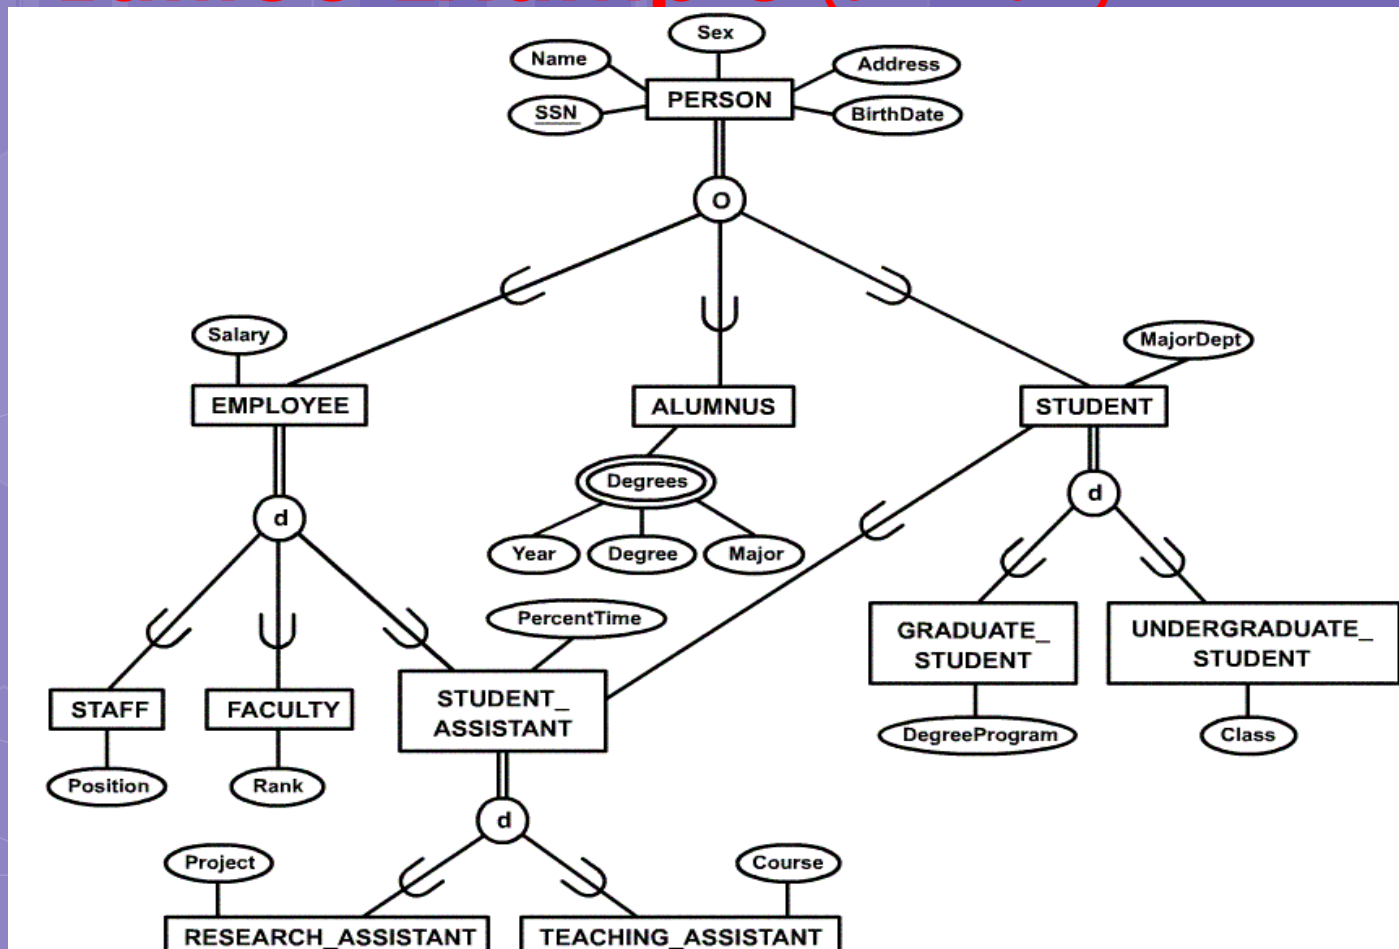 Sex
Name
Address
PERSON
SSN
BirthDate
O
Salary
MajorDept
EMPLOYEE
ALUMNUS
STUDENT
Degrees
d
d
Year
Degree
Major
PercentTime
GRADUATE_
STUDENT
UNDERGRADUATE_
STUDENT
STAFF
FACULTY
STUDENT_
ASSISTANT
DegreeProgram
Class
Position
Rank
d
Project
Course
RESEARCH_ASSISTANT
TEACHING_ASSISTANT